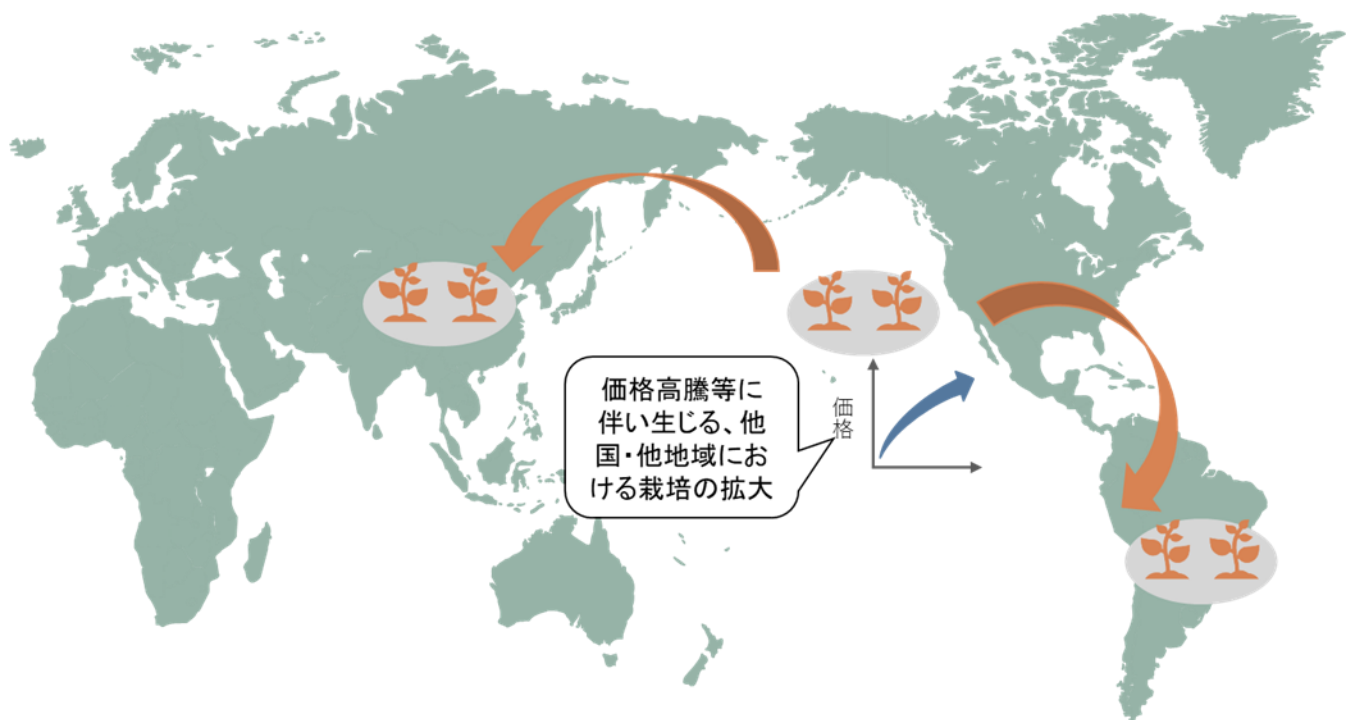 価格高騰等に
伴い生じる、他
国・他地域にお
ける栽培の拡大
価格